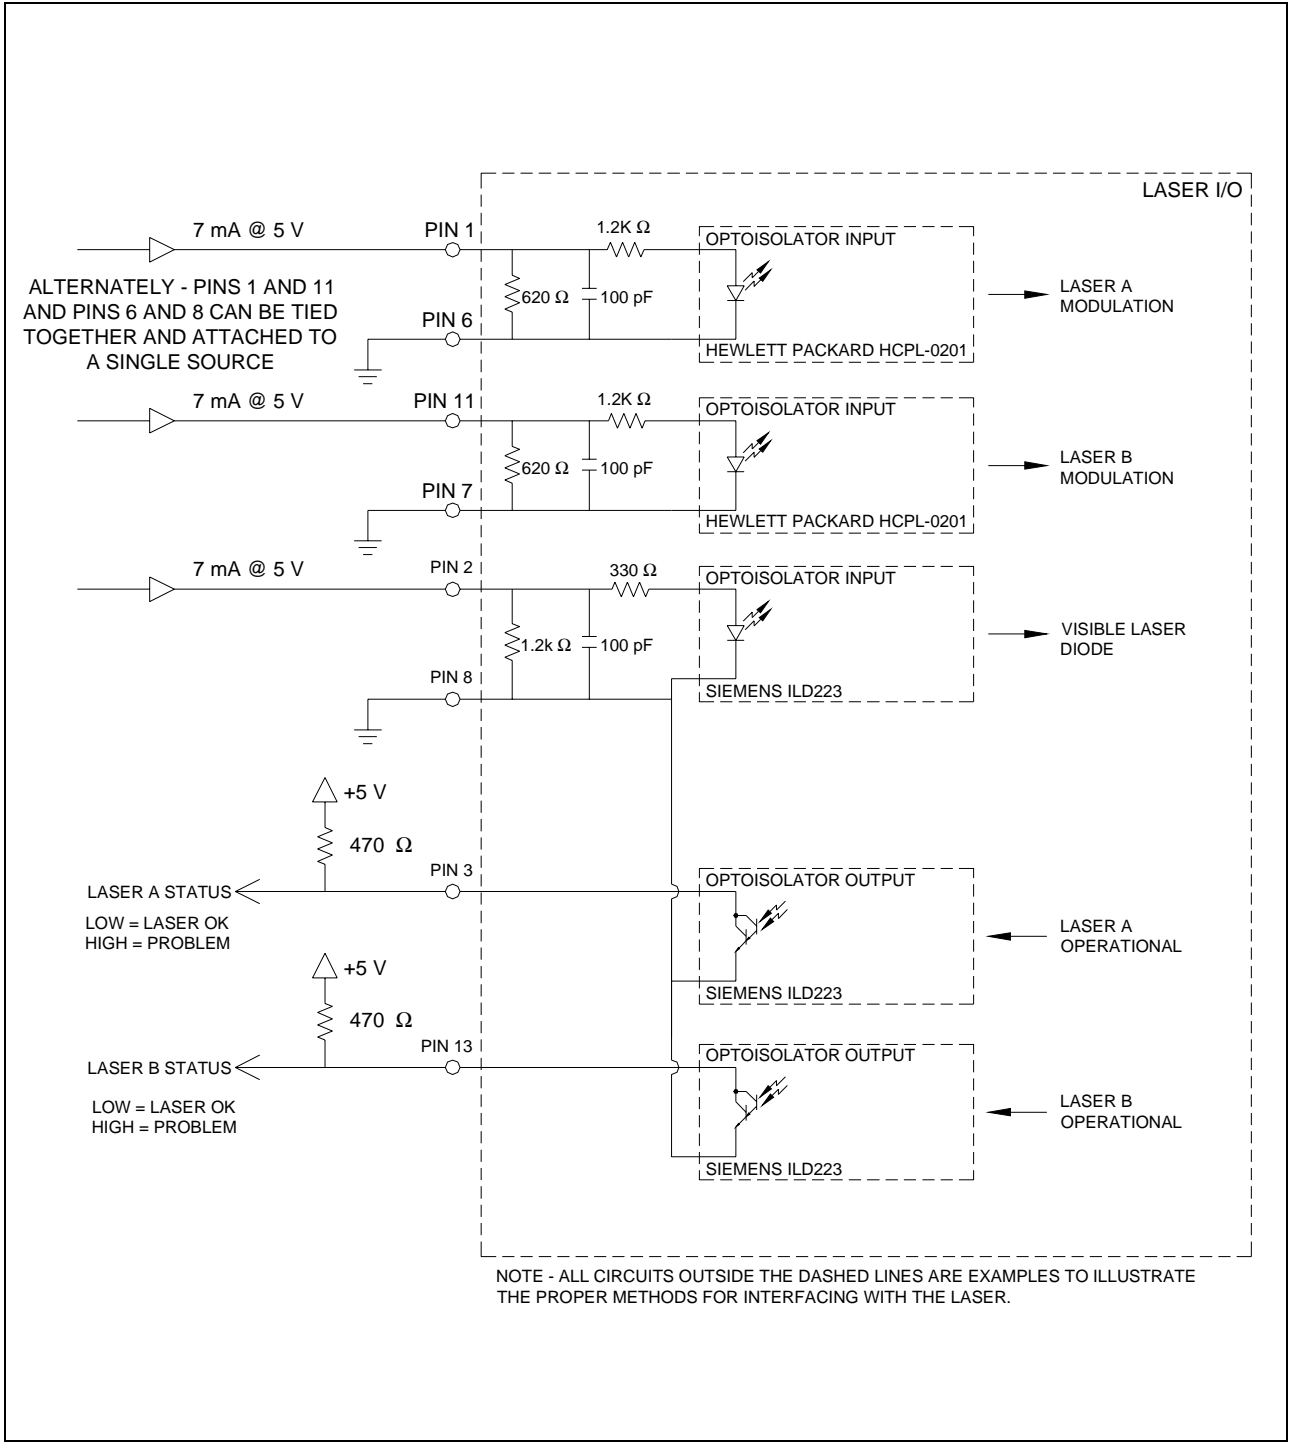 LASER I/O
7 mA @ 5 V
PIN 1
1.2K Ω
OPTOISOLATOR INPUT
ALTERNATELY - PINS 1 AND 11
AND PINS 6 AND 8 CAN BE TIED
TOGETHER AND ATTACHED TO
A SINGLE SOURCE
620 Ω
100 pF
LASER A
MODULATION
PIN 6
HEWLETT PACKARD HCPL-0201
7 mA @ 5 V
PIN 11
1.2K Ω
OPTOISOLATOR INPUT
620 Ω
100 pF
LASER B
MODULATION
PIN 7
HEWLETT PACKARD HCPL-0201
7 mA @ 5 V
PIN 2
330 Ω
OPTOISOLATOR INPUT
1.2k Ω
100 pF
VISIBLE LASER
DIODE
PIN 8
SIEMENS ILD223
+5 V
470 Ω
PIN 3
LASER A STATUS
LOW = LASER OK
HIGH = PROBLEM
OPTOISOLATOR OUTPUT
LASER A
OPERATIONAL
SIEMENS ILD223
+5 V
470 Ω
PIN 13
LASER B STATUS
LOW = LASER OK
HIGH = PROBLEM
OPTOISOLATOR OUTPUT
LASER B
OPERATIONAL
SIEMENS ILD223
NOTE - ALL CIRCUITS OUTSIDE THE DASHED LINES ARE EXAMPLES TO ILLUSTRATE
THE PROPER METHODS FOR INTERFACING WITH THE LASER.